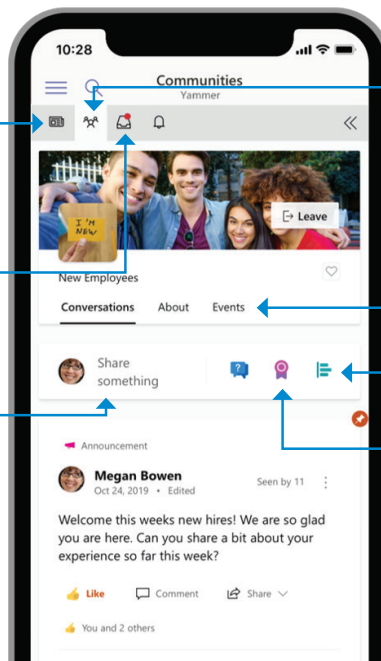 10:28
Communities
Yammer
I'M
NEW
Leave
New Employees
Conversations About Events
Share
something
?
Announcement
Megan Bowen
Oct 24, 2019 • Edited
Seen by 11
Welcome this weeks new hires! We are so glad
you are here. Can you share a bit about your
experience so far this week?
Like Comment Share
You and 2 others